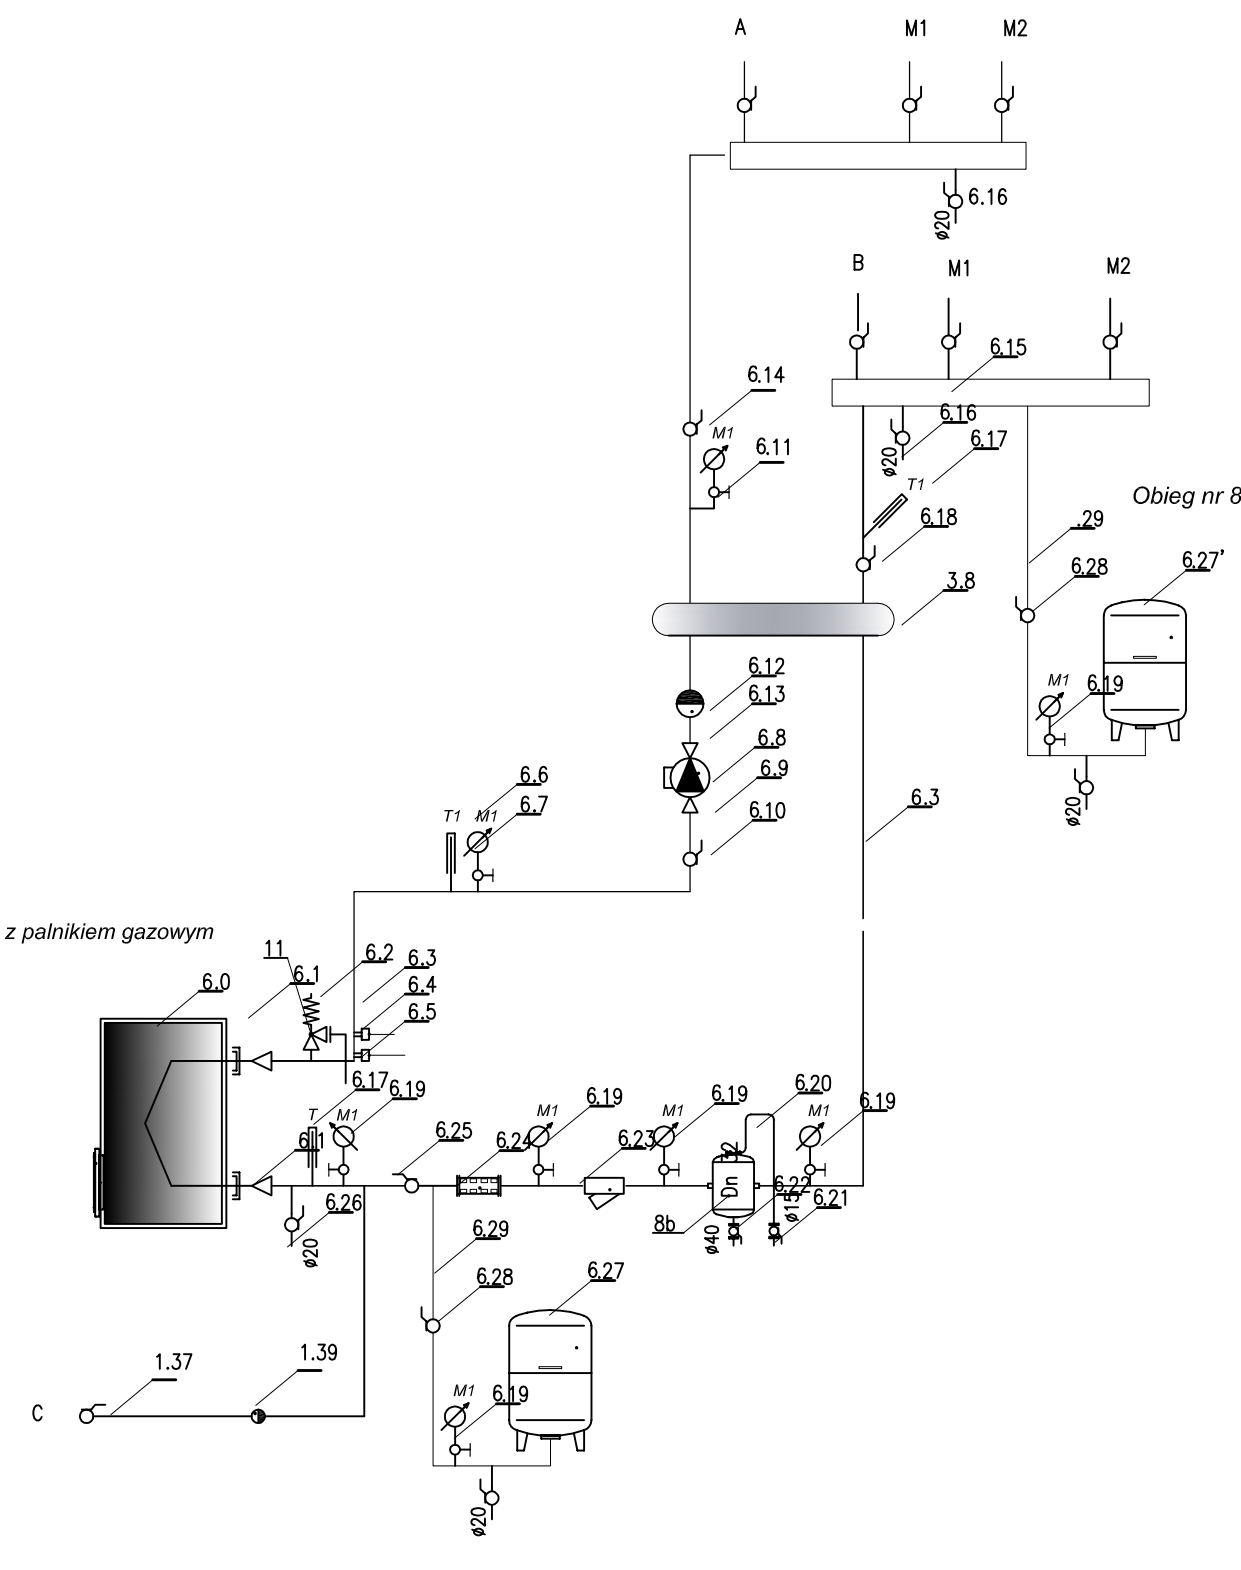 A
M1
M2
6.16
ø20
B
M1
M2
6.15
6.14
M1
6.11
6.16
ø20
6.17
T1
Obieg nr 8
6.18
.29
3.8
6.28
6.27'
6.12
6.13
M1
6.19
6.8
6.9
6.6
6.7
6.10
6.3
T1
M1
ø20
z palnikiem gazowym
11
6.2
6.3
6.0
6.1
6.4
6.5
6.17
6.19
T
M1
6.1
6.25
6.24
M1
6.19
6.23
M1
6.19
6.20
M1
6.19
Dn
6.22
ø15
6.21
6.26
ø20
6.29
8b
ø40
6.28
6.27
1.37
1.39
C
M1
6.19
ø20